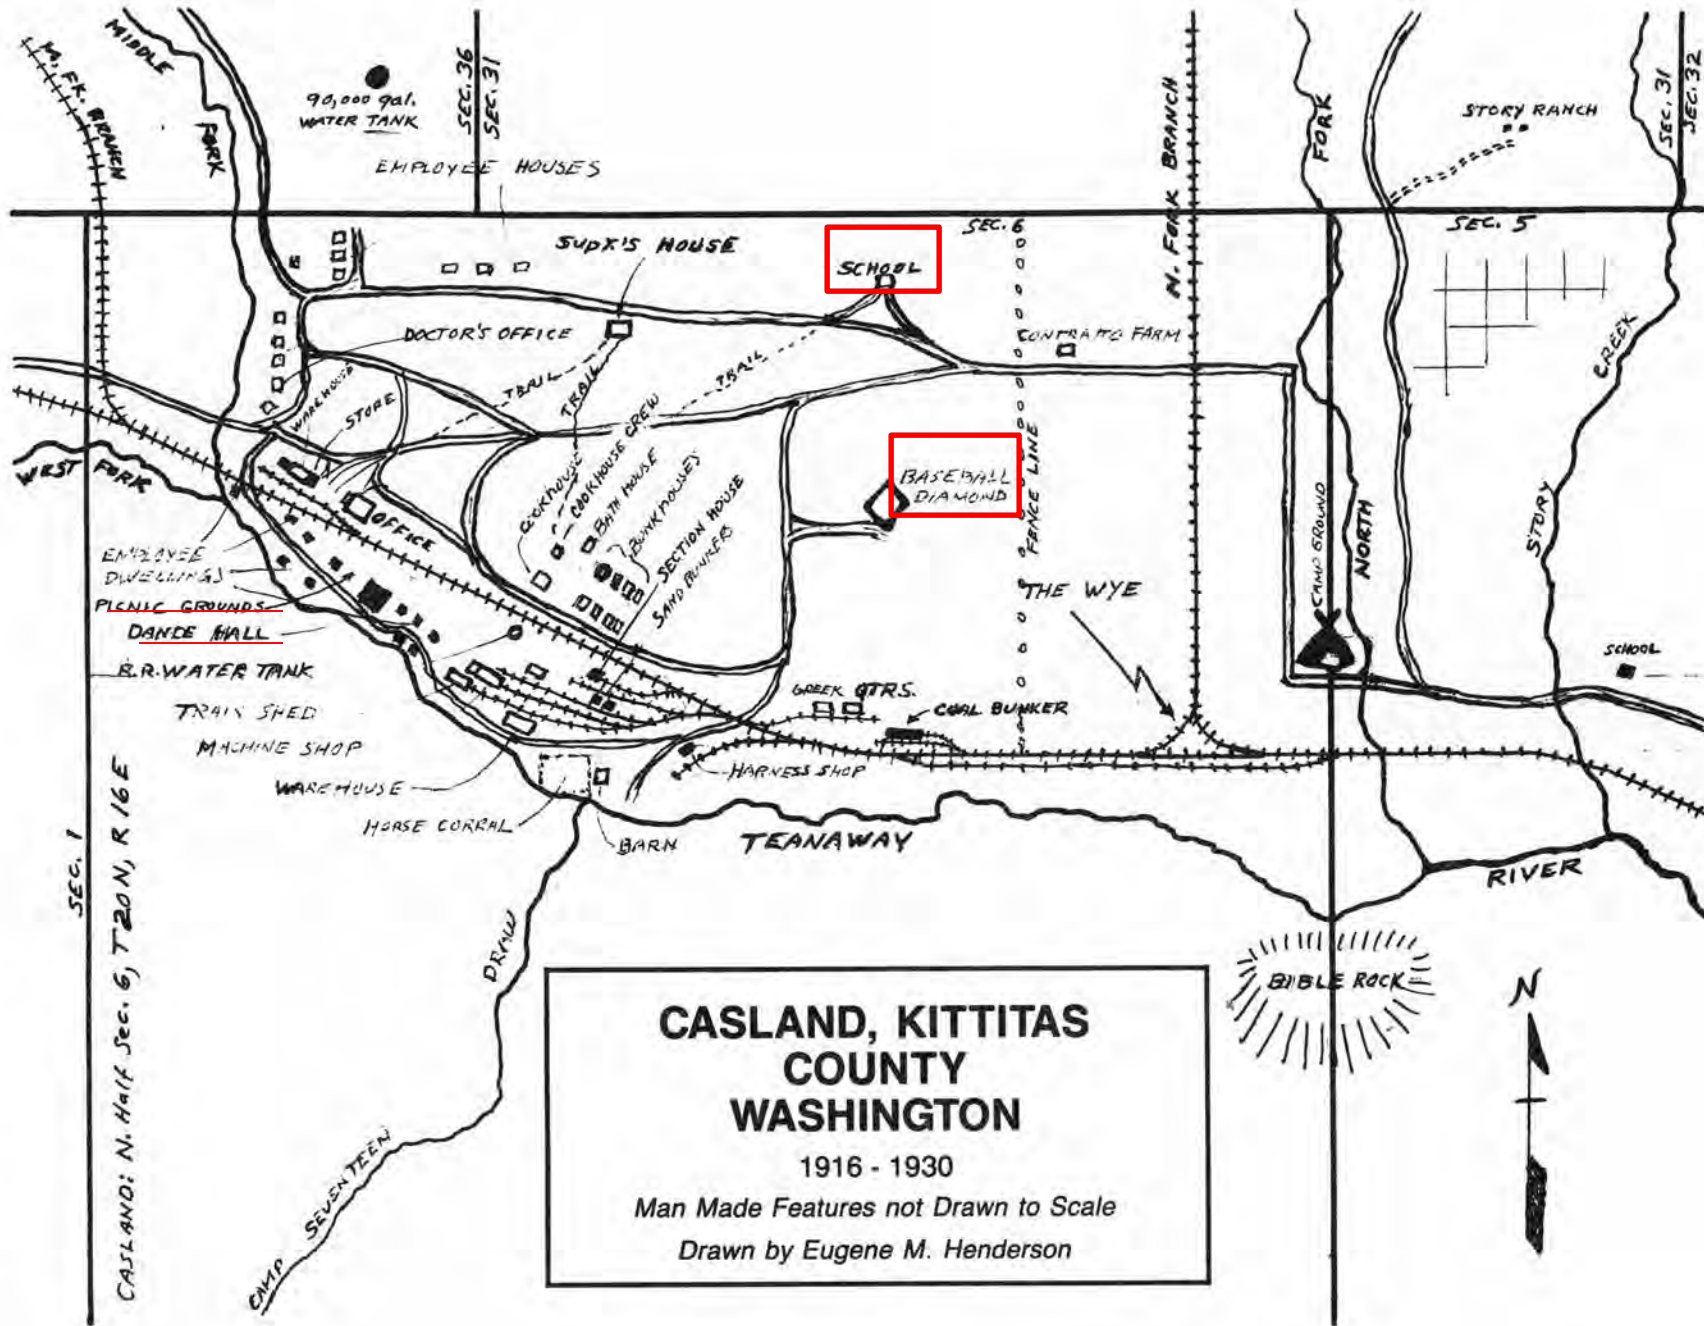 MIDDLE
FORK
M. FK. BRANCH
90,000 gal.
WATER TANK
SEC. 36
SEC. 31
EMPLOYEE HOUSES
N. FORK BRANCH
FORK
STORY RANCH
SEC. 31
SEC. 32
SUPT'S HOUSE
SCHOOL
SEC. 6
SEC. 5
DOCTOR'S OFFICE
CONTRATTO FARM
WAREHOUSE
STORE
TRAIL
TRAIL
TRAIL
CREEK
STORY
WEST FORK
OFFICE
COOKHOUSE
COOKHOUSE CREW
BATH HOUSE
BUNKHOUSES
SECTION HOUSE
SAND BUNKERS
BASEBALL
DIAMOND
FENCE LINE
CAMP GROUND
NORTH
EMPLOYEE
DWELLINGS
PICNIC GROUNDS
DANCE HALL
R.R. WATER TANK
TRAIN SHED
MACHINE SHOP
WAREHOUSE
HORSE CORRAL
BARN
THE WYE
SCHOOL
GREEK QTRS.
COAL BUNKER
HARNESS SHOP
TEANAWAY
RIVER
SEC. 1
CASLAND: N. Half Sec. 6, T20N, R16E
DRAW
SEVENTEEN
CAMP
BIBLE ROCK
N
CASLAND, KITTITAS
COUNTY
WASHINGTON
1916 - 1930
Man Made Features not Drawn to Scale
Drawn by Eugene M. Henderson